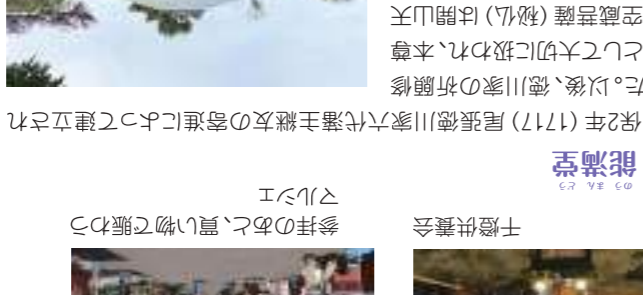 千燈供養会
参拝のあと、買い物で賑わう
マルシェ
のうまんどう
能満堂
保2年（1717）尾張徳川家六代藩主継友の寄進によって建立され
た。以後、徳川家の祈願修
として大切に扱われ、本尊
空蔵菩薩（秘仏）は開山天